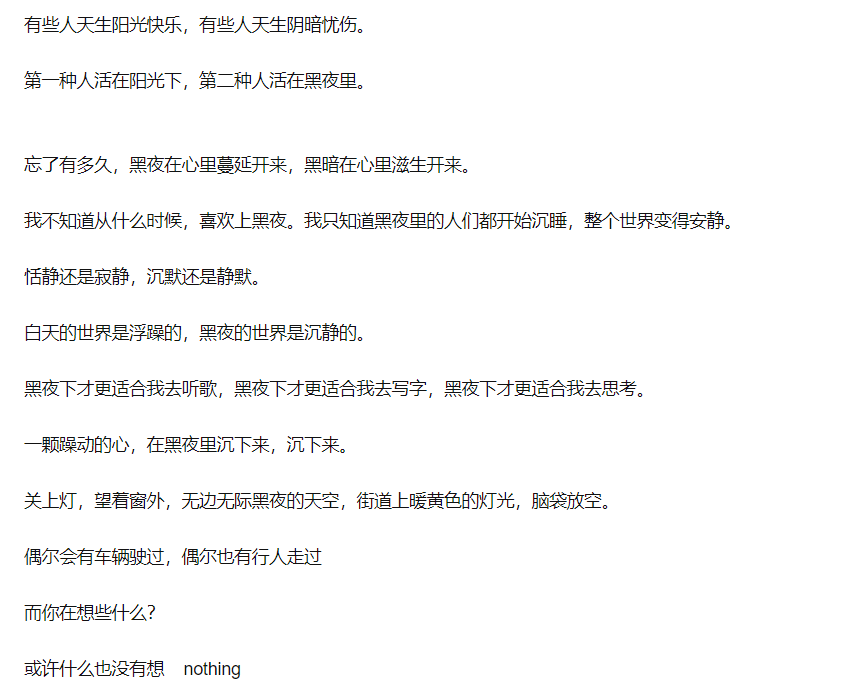 有些人天生阳光快乐，有些人天生阴暗忧伤。
第一种人活在阳光下，第二种人活在黑夜里。
忘了有多久，黑夜在心里蔓延开来，黑暗在心里滋生开来。
我不知道从什么时候，喜欢上黑夜。我只知道黑夜里的人们都开始沉睡，整个世界变得安静。
恬静还是寂静，沉默还是静默。
白天的世界是浮躁的，黑夜的世界是沉静的。
黑夜下才更适合我去听歌，黑夜下才更适合我去写字，黑夜下才更适合我去思考。
一颗躁动的心，在黑夜里沉下来，沉下来。
关上灯，望着窗外，无边无际黑夜的天空，街道上暖黄色的灯光，脑袋放空。
偶尔会有车辆驶过，偶尔也有行人走过
而你在想些什么？
或许什么也没有想　nothing